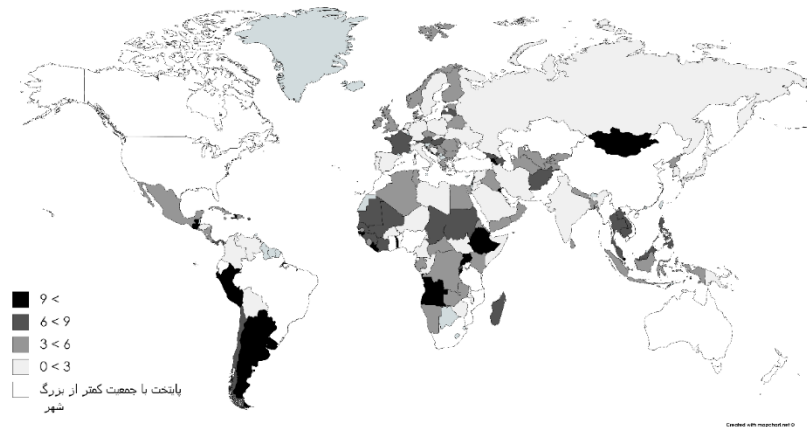 9 <
6 < 9
3 < 6
0 < 3
پایتخت با جمعیت کمتر از بزرگ
شهر
Created with mapchart.net ©